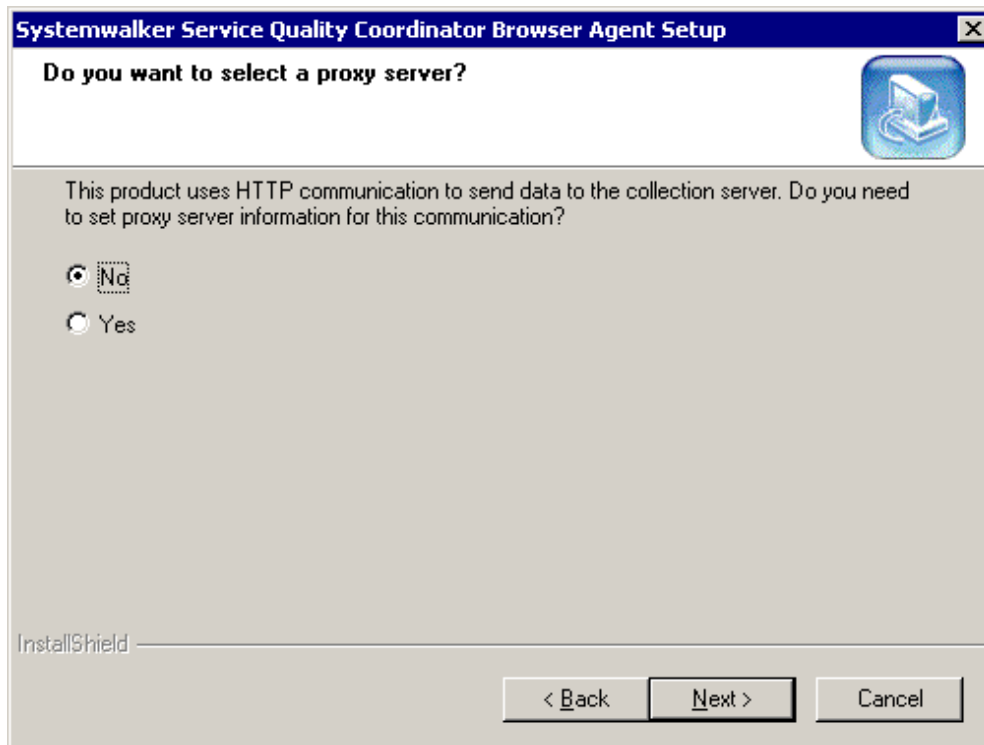 Systemwalker Service Quality Coordinator Browser Agent Setup
Do you want to select a proxy server?
This product uses HTTP communication to send data to the collection server. Do you need
to set proxy server information for this communication?
No
Yes
InstallShield
< Back
Next >
Cancel